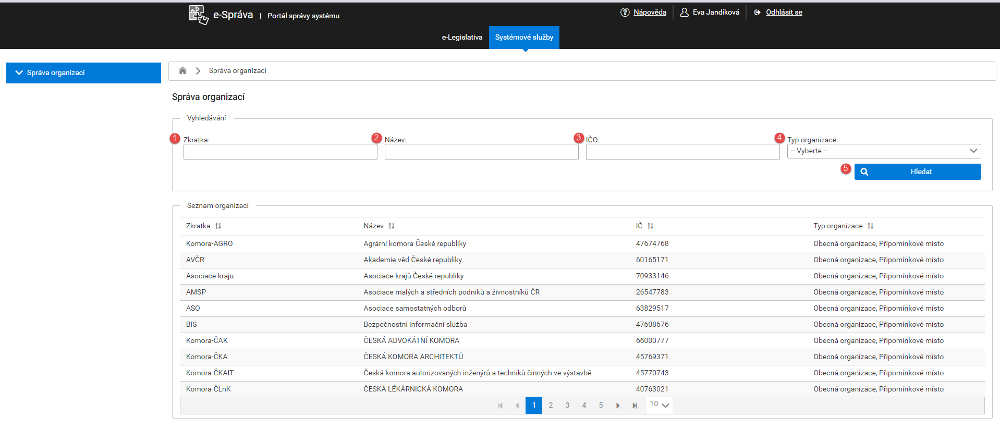 e-Správa | Portál správy systému
Nápověda
Eva Jandíková
Odhlásit se
e-Legislativa
Systémové služby
Správa organizací
Správa organizací
Správa organizací
Vyhledávání
1 Zkratka:
2 Název:
3 IČO:
4 Typ organizace:
-- Vyberte --
5 Hledat
Seznam organizací
Zkratka Název IČ Typ organizace
Komora-AGRO Agrární komora České republiky 47674768 Obecná organizace, Připomínkové místo
AVČR Akademie věd České republiky 60165171 Obecná organizace, Připomínkové místo
Asociace-kraju Asociace krajů České republiky 70933146 Obecná organizace, Připomínkové místo
AMSP Asociace malých a středních podniků a živnostníků ČR 26547783 Obecná organizace, Připomínkové místo
ASO Asociace samostatných odborů 63829517 Obecná organizace, Připomínkové místo
BIS Bezpečnostní informační služba 47608676 Obecná organizace, Připomínkové místo
Komora-ČAK ČESKÁ ADVOKÁTNÍ KOMORA 66000777 Obecná organizace, Připomínkové místo
Komora-ČKA ČESKÁ KOMORA ARCHITEKTŮ 45769371 Obecná organizace, Připomínkové místo
Komora-ČKAIT Česká komora autorizovaných inženýrů a techniků činných ve výstavbě 45770743 Obecná organizace, Připomínkové místo
Komora-ČLnK ČESKÁ LÉKÁRNICKÁ KOMORA 40763021 Obecná organizace, Připomínkové místo
1 2 3 4 5 10